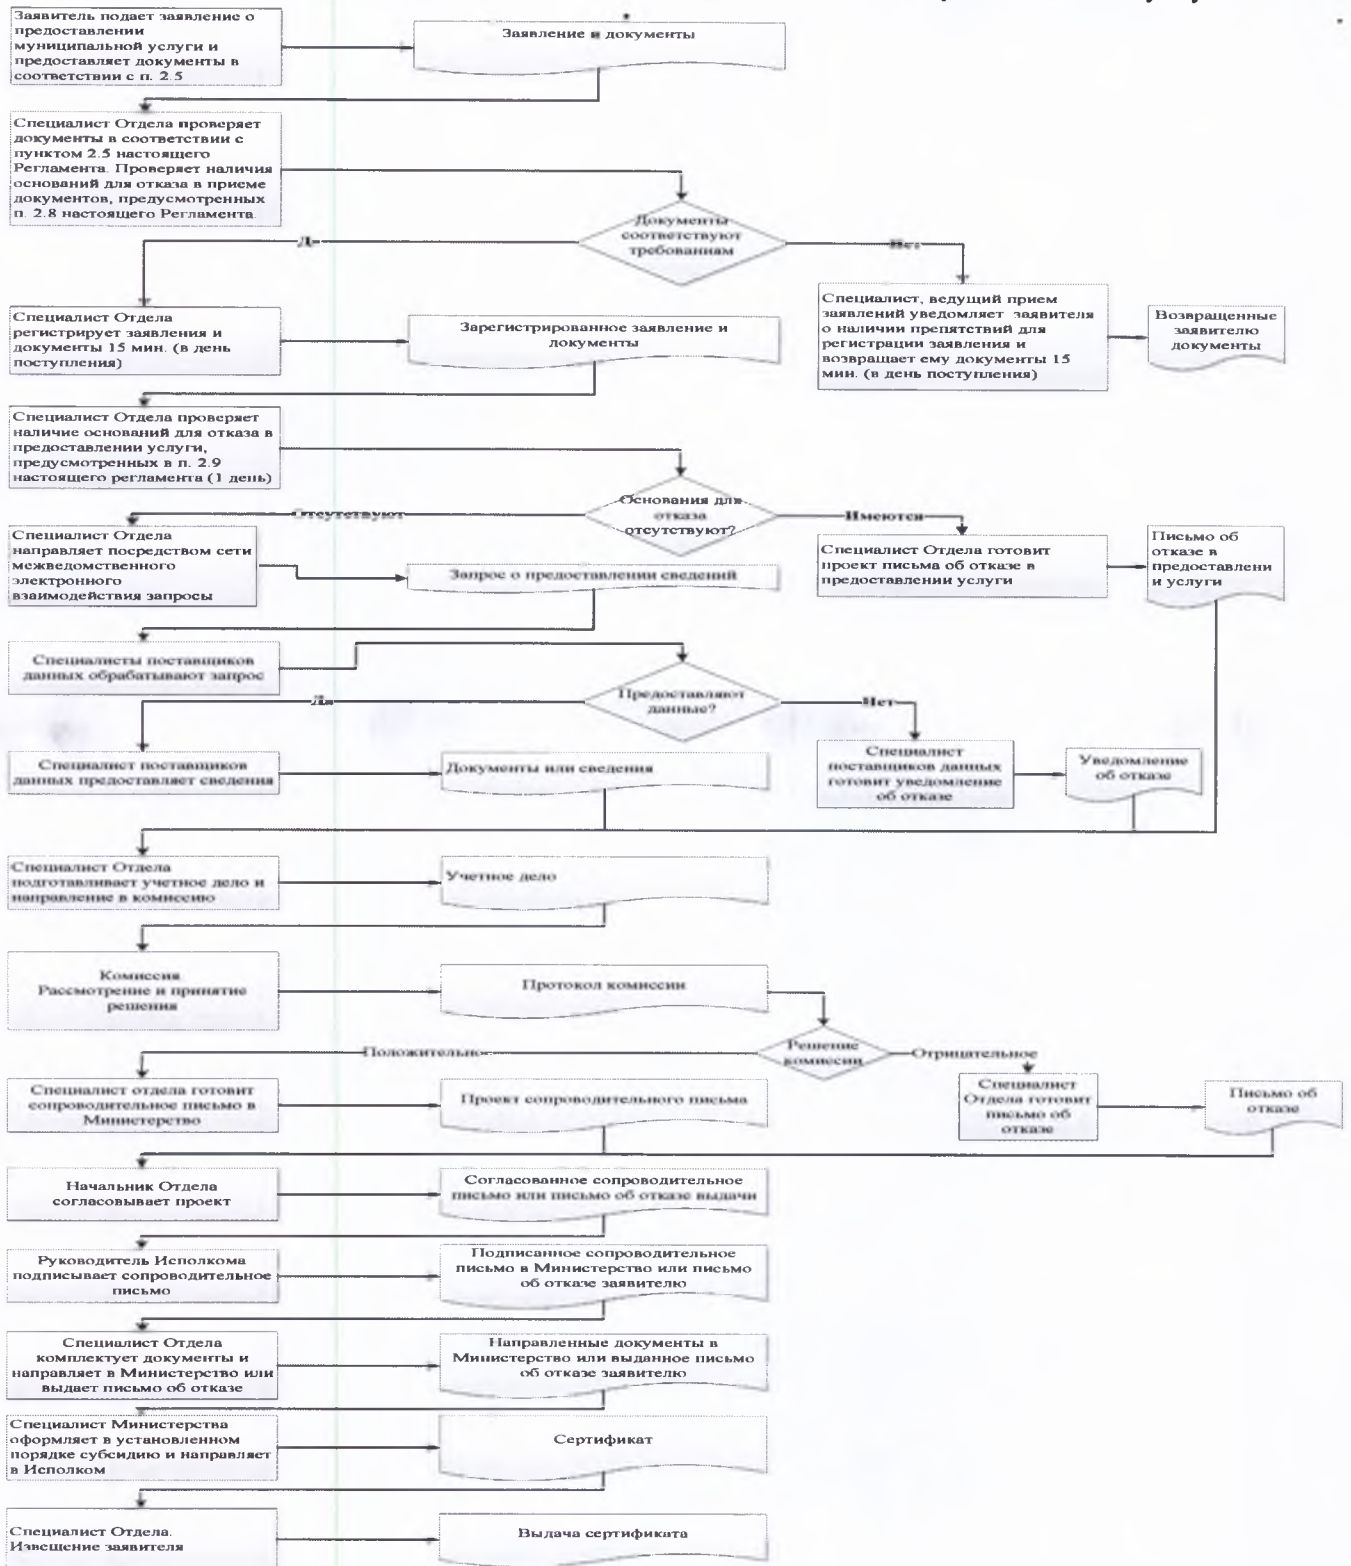 Заявитель подает заявление о
предоставлении
муниципальной услуги и
предоставляет документы в
соответствии с п. 2.5
Заявление и документы
Специалист Отдела проверяет
документы в соответствии с
пунктом 2.5 настоящего
Регламента. Проверяет наличия
оснований для отказа в приеме
документов, предусмотренных
п. 2.8 настоящего Регламента.
Документы
соответствуют
требованиям
Да
Нет
Специалист Отдела
регистрирует заявления и
документы 15 мин. (в день
поступления)
Зарегистрированное заявление и
документы
Специалист, ведущий прием
заявлений уведомляет заявителя
о наличии препятствий для
регистрации заявления и
возвращает ему документы 15
мин. (в день поступления)
Возвращенные
заявителю
документы
Специалист Отдела проверяет
наличие оснований для отказа в
предоставлении услуги,
предусмотренных в п. 2.9
настоящего регламента (1 день)
Основания для
отказа
отсутствуют?
Отсутствуют
Имеются
Специалист Отдела
направляет посредством сети
межведомственного
электронного
взаимодействия запросы
Запрос о предоставлении сведений
Специалист Отдела готовит
проект письма об отказе в
предоставлении услуги
Письмо об
отказе в
предоставлени
и услуги
Специалисты поставщиков
данных обрабатывают запрос
Предоставляют
данные?
Да
Нет
Специалист поставщиков
данных предоставляет сведения
Документы или сведения
Специалист
поставщиков данных
готовит уведомление
об отказе
Уведомление
об отказе
Специалист Отдела
подготавливает учетное дело и
направление в комиссию
Учетное дело
Комиссия
Рассмотрение и принятие
решения
Протокол комиссии
Решение
комиссии
Положительно
Отрицательное
Специалист отдела готовит
сопроводительное письмо в
Министерство
Проект сопроводительного письма
Специалист
Отдела готовит
письмо об
отказе
Письмо об
отказе
Начальник Отдела
согласовывает проект
Согласованное сопроводительное
письмо или письмо об отказе выдачи
Руководитель Исполкома
подписывает сопроводительное
письмо
Подписанное сопроводительное
письмо в Министерство или письмо
об отказе заявителю
Специалист Отдела
комплектует документы и
направляет в Министерство или
выдает письмо об отказе
Направленные документы в
Министерство или выданное письмо
об отказе заявителю
Специалист Министерства
оформляет в установленном
порядке субсидию и направляет
в Исполком
Сертификат
Специалист Отдела.
Извещение заявителя
Выдача сертификата